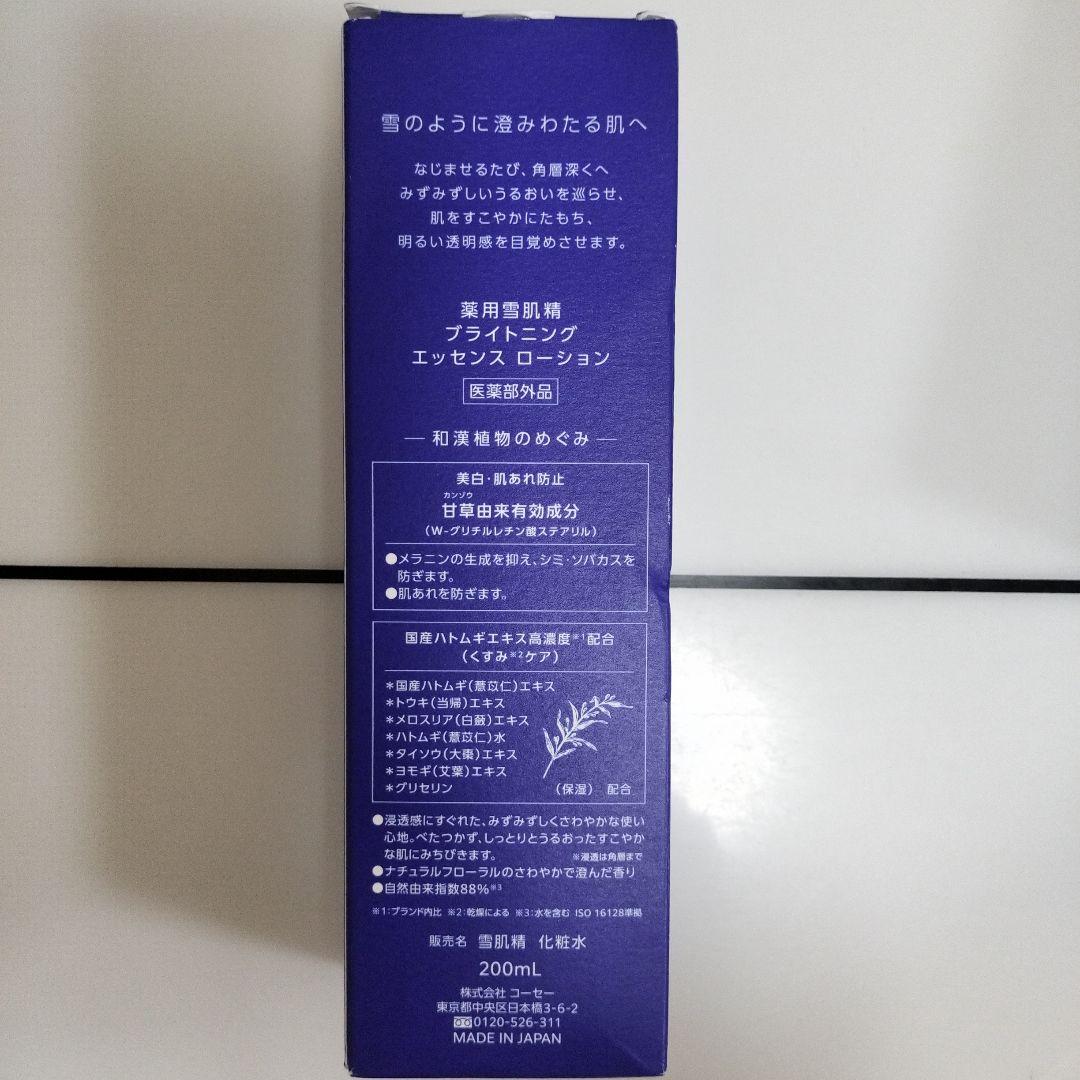 雪のように澄みわたる肌へ
なじませるたび、角層深くへ
みずみずしいうるおいを巡らせ、
肌をすこやかにたもち、
明るい透明感を目覚めさせます。
薬用雪肌精
ブライトニング
エッセンス ローション
医薬部外品
― 和漢植物のめぐみ ―
美白・肌あれ防止
カンゾウ
甘草由来有効成分
（W-グリチルレチン酸ステアリル）
●メラニンの生成を抑え、シミ・ソバカスを
防ぎます。
●肌あれを防ぎます。
国産ハトムギエキス高濃度※1配合
（くすみ※2ケア）
＊国産ハトムギ（薏苡仁）エキス
＊トウキ（当帰）エキス
＊メロスリア（白蘞）エキス
＊ハトムギ（薏苡仁）水
＊タイソウ（大棗）エキス
＊ヨモギ（艾葉）エキス
＊グリセリン （保湿） 配合
●浸透感にすぐれた、みずみずしくさわやかな使い
心地。べたつかず、しっとりとうるおったすこやか
な肌にみちびきます。 ※浸透は角層まで
●ナチュラルフローラルのさわやかで澄んだ香り
●自然由来指数88%※3
※1：ブランド内比 ※2：乾燥による ※3：水を含む ISO 16128準拠
販売名 雪肌精 化粧水
200mL
株式会社 コーセー
東京都中央区日本橋3-6-2
0120-526-311
MADE IN JAPAN